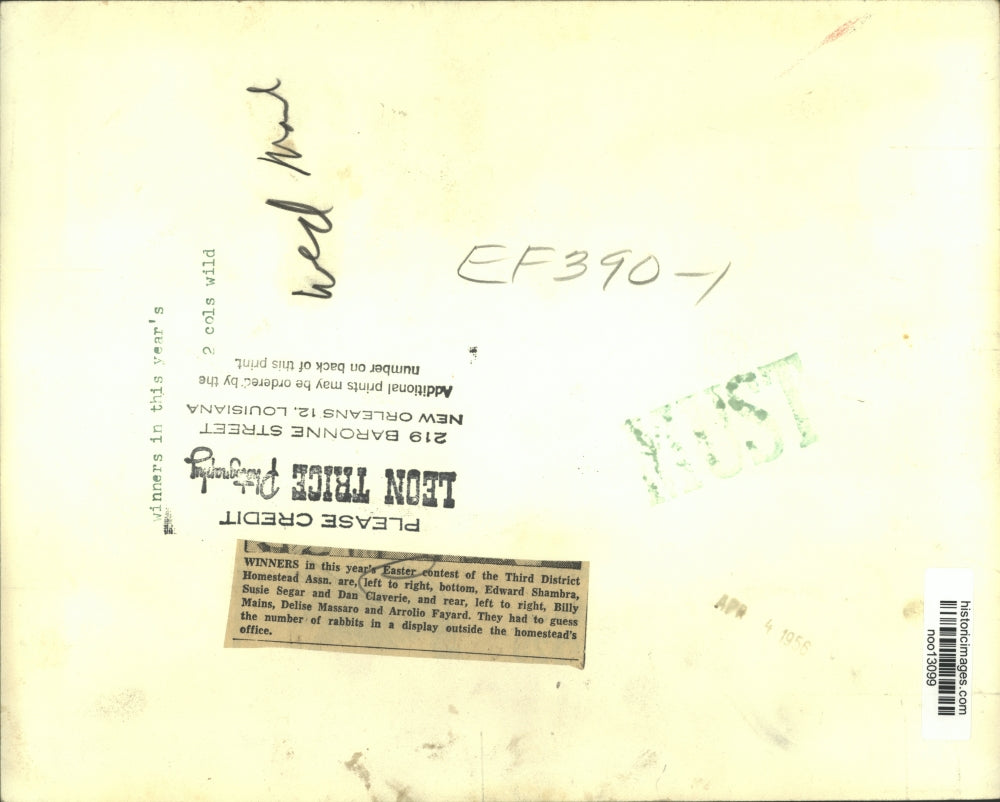 Wed
2 cols wild
winners in this year's
EF390-1
PLEASE CREDIT
LEON TRICE Photography
219 BARONNE STREET
NEW ORLEANS 12, LOUISIANA
Additional prints may be ordered by the
number on back of this print.
MUST
WINNERS in this year's Easter contest of the Third District
Homestead Assn. are, left to right, bottom, Edward Shambra,
Susie Segar and Dan Claverie, and rear, left to right, Billy
Mains, Delise Massaro and Arrolio Fayard. They had to guess
the number of rabbits in a display outside the homestead's
office.
APR 4 1956
historicimages.com
noo13099